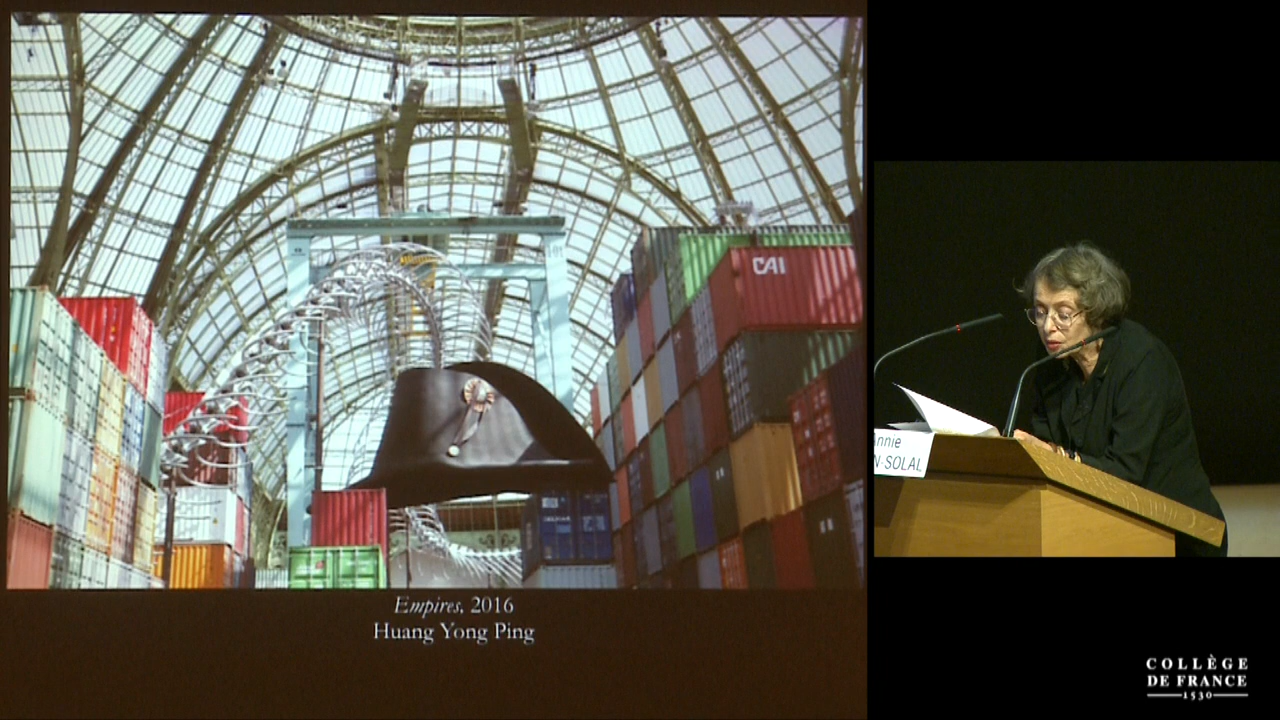 CAI
Empires, 2016
Huang Yong Ping
nnie
N-SOLAL
COLLÈGE
DE FRANCE
1530